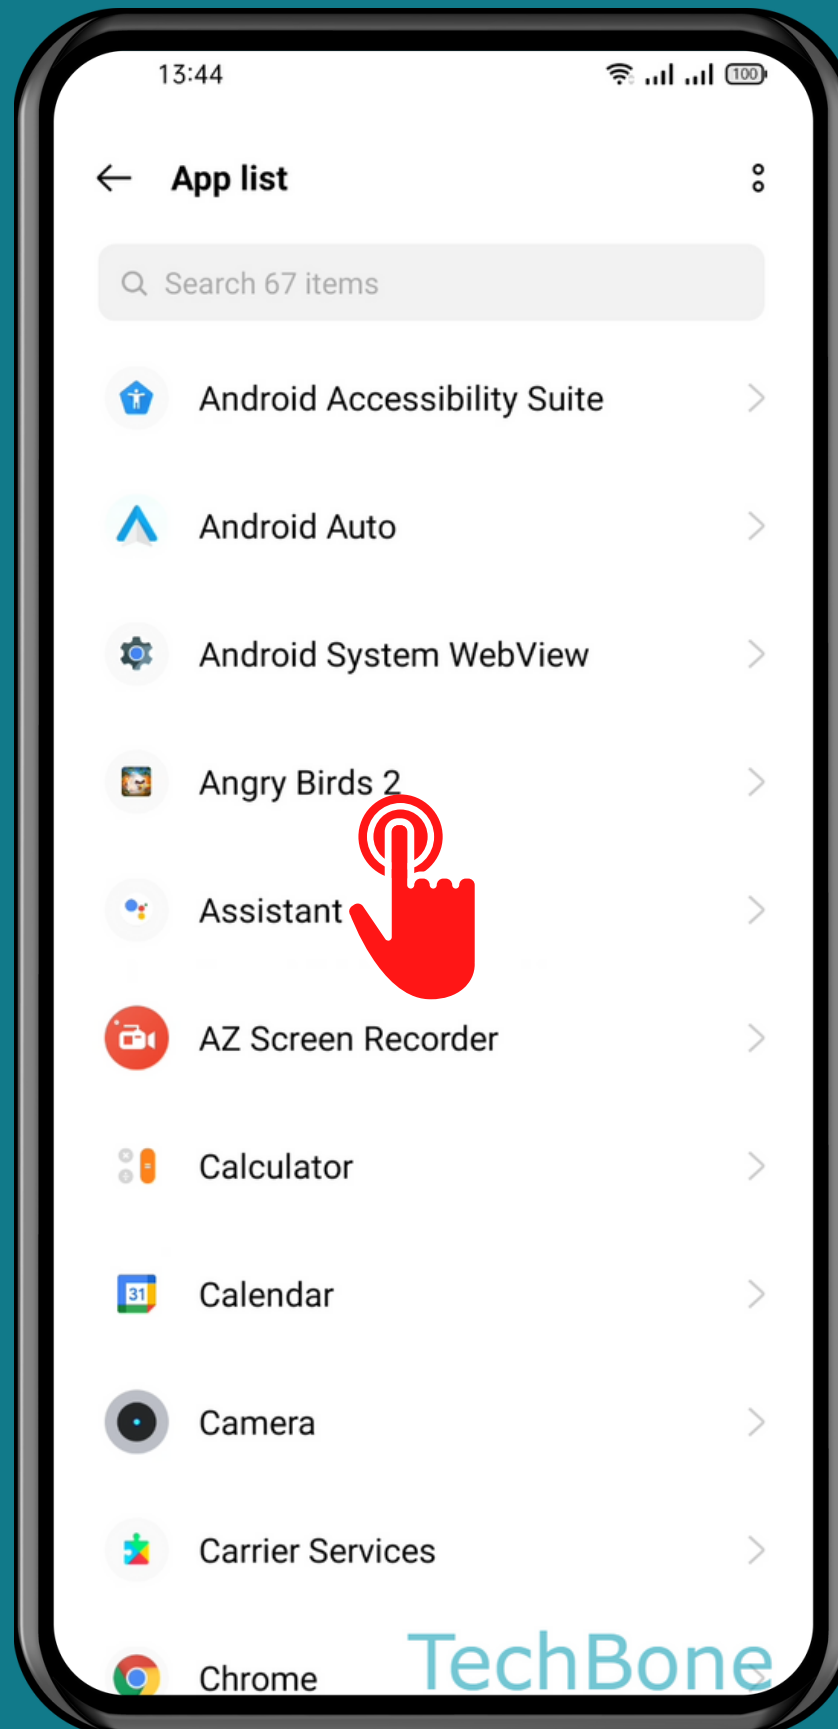 13:44
100
App list
Search 67 items
Android Accessibility Suite
Android Auto
Android System WebView
Angry Birds 2
Assistant
AZ Screen Recorder
Calculator
31
Calendar
Camera
Carrier Services
Chrome
TechBone